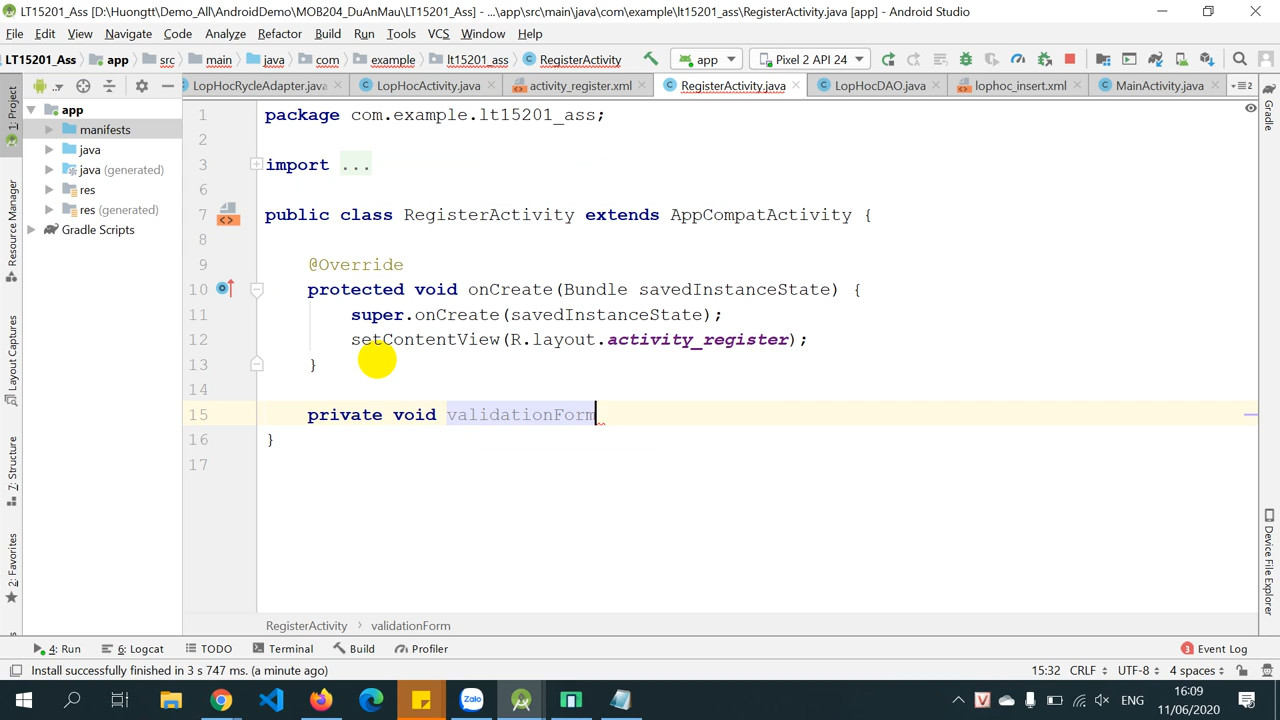 LT15201_Ass [D:\Huongtt\Demo_All\AndroidDemo\MOB204_DuAnMau\LT15201_Ass] - ...\app\src\main\java\com\example\lt15201_ass\RegisterActivity.java [app] - Android Studio
File Edit View Navigate Code Analyze Refactor Build Run Tools VCS Window Help
LT15201_Ass app src main java com example lt15201_ass RegisterActivity app Pixel 2 API 24
LopHocRycleAdapter.java LopHocActivity.java activity_register.xml RegisterActivity.java LopHocDAO.java lophoc_insert.xml MainActivity.java 2
1: Project
Resource Manager
Layout Captures
7: Structure
2: Favorites
app
manifests
java
java (generated)
res
res (generated)
Gradle Scripts
1 package com.example.lt15201_ass;
2
3 import ...
6
7 public class RegisterActivity extends AppCompatActivity {
8
9 @Override
10 protected void onCreate(Bundle savedInstanceState) {
11 super.onCreate(savedInstanceState);
12 setContentView(R.layout.activity_register);
13 }
14
15 private void validationForm
16 }
17
Gradle
Device File Explorer
RegisterActivity validationForm
4: Run 6: Logcat TODO Terminal Build Profiler 3 Event Log
Install successfully finished in 3 s 747 ms. (a minute ago) 15:32 CRLF UTF-8 4 spaces
Zalo ENG 16:09
11/06/2020